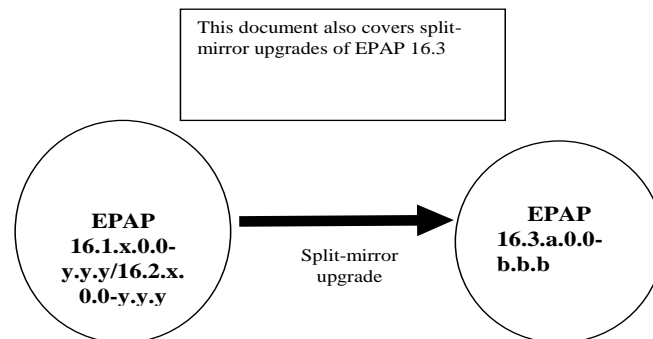 This document also covers split-
mirror upgrades of EPAP 16.3
EPAP
16.1.x.0.0-
y.y.y/16.2.x.
0.0-y.y.y
Split-mirror
upgrade
EPAP
16.3.a.0.0-
b.b.b